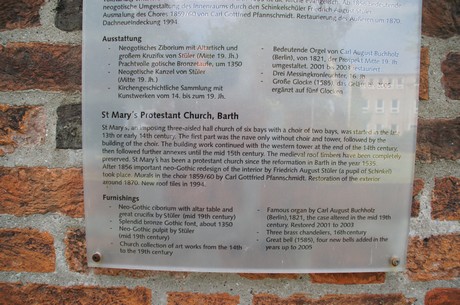 neogotische Umgestaltung des Innenraums durch den Schinkelschüler Friedrich
Ausmalung des Chores 1859/60 von Carl Gottfried Pfannschmidt. Restaurierung 1870.
Dachneueindeckung 1994.
Ausstattung
- Neogotisches Ziborium mit Altartisch und
großem Kruzifix von Stüler (Mitte 19. Jh.)
- Prachtvolle gotische Bronzetaufe, um 1350
- Neogotische Kanzel von Stüler
(Mitte 19. Jh.)
- Kirchengeschichtliche Sammlung mit
Kunstwerken vom 14. bis zum 19. Jh.
- Bedeutende Orgel von Carl August Buchholz
(Berlin), von 1821, der Prospekt Mitte 19. Jh
umgestaltet. 2001 bis 2003 restauriert
- Drei Messingkronleuchter, 16. Jh.
- Große Glocke (1585),
ergänzt auf fünf Glocken
St Mary's Protestant Church, Barth
St Mary's, an imposing three-aisled hall church of six bays with a choir of two bays, was started in the late
13th or early 14th century. The first part was the nave only without choir and tower, followed by the
building of the choir. The building work continued with the western tower at the end of the 14th century,
then followed further annexes until the mid 15th century. The medieval roof timbers have been completely
preserved. St Mary's has been a protestant church since the reformation in Barth in the year 1535.
After 1856 important neo-Gothic redesign of the interior by Friedrich August Stüler (a pupil of Schinkel)
took place. Murals in the choir 1859/60 by Carl Gottfried Pfannschmidt. Restoration of the exterior
around 1870. New roof tiles in 1994.
Furnishings
- Neo-Gothic ciborium with altar table and
great crucifix by Stüler (mid 19th century)
- Splendid bronze Gothic font, about 1350
- Neo-Gothic pulpit by Stüler
(mid 19th century)
- Church collection of art works from the 14th
to the 19th century
- Famous organ by Carl August Buchholz
(Berlin),1821, the case altered in the mid 19th
century. Restored 2001 to 2003
- Three brass chandeliers, 16th century
- Great bell (1585), four new bells added in the
years up to 2005